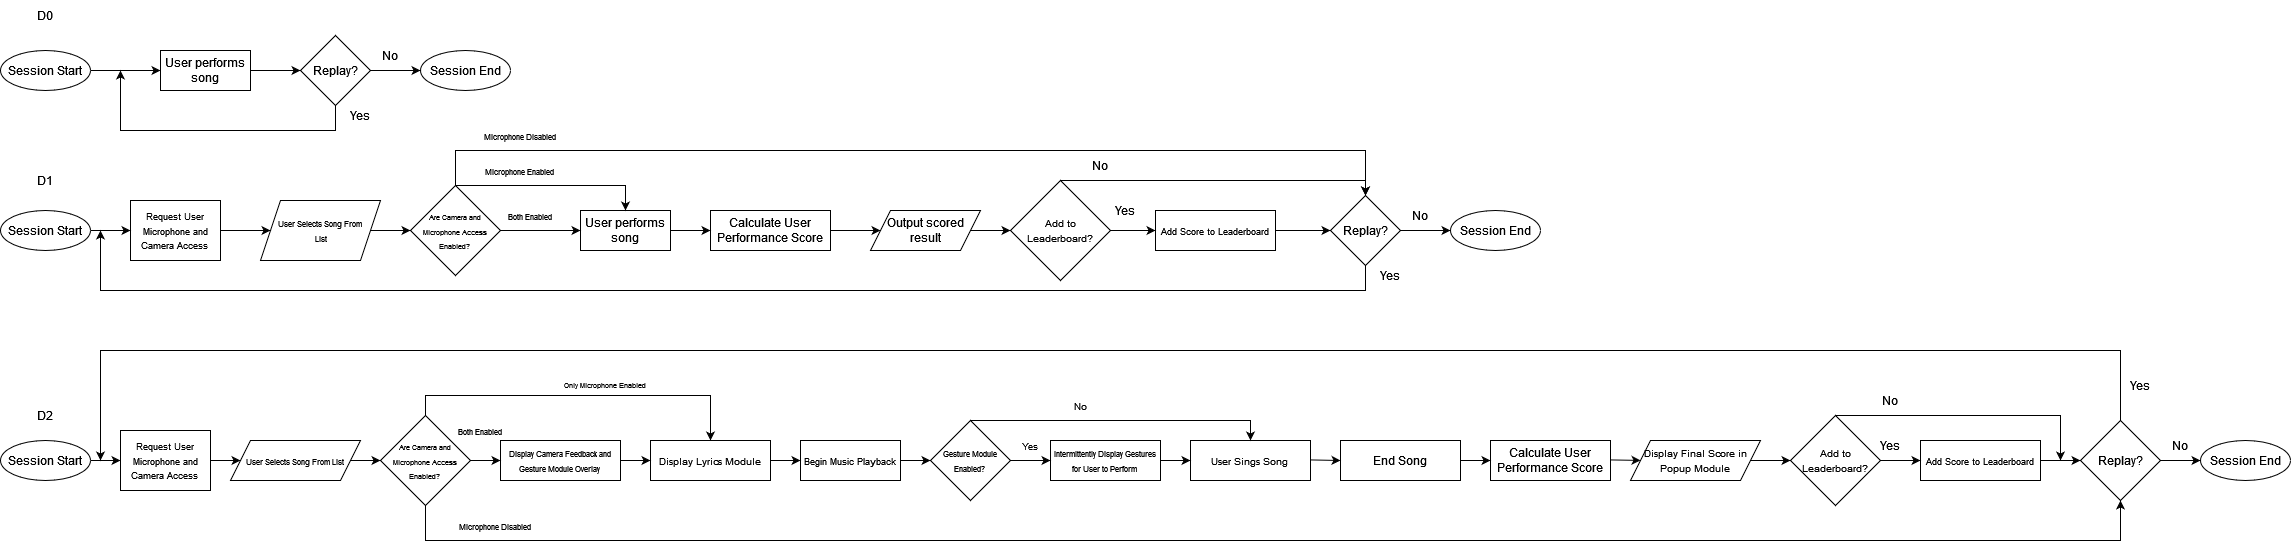 D0
Session Start
User performs
song
Replay?
No
Session End
Yes
Microphone Disabled
D1
Microphone Enabled
No
Session Start
Request User
Microphone and
Camera Access
User Selects Song From
List
Are Camera and
Microphone Access
Enabled?
Both Enabled
User performs
song
Calculate User
Performance Score
Output scored
result
Add to
Leaderboard?
Yes
Add Score to Leaderboard
Replay?
No
Session End
Yes
D2
Only Microphone Enabled
Session Start
Request User
Microphone and
Camera Access
User Selects Song From List
Are Camera and
Microphone Access
Enabled?
Both Enabled
Display Camera Feedback and
Gesture Module Overlay
Display Lyrics Module
Begin Music Playback
Gesture Module
Enabled?
No
Yes
Intermittently Display Gestures
for User to Perform
User Sings Song
End Song
Calculate User
Performance Score
Display Final Score in
Popup Module
Add to
Leaderboard?
No
Yes
Add Score to Leaderboard
Replay?
Yes
No
Session End
Microphone Disabled